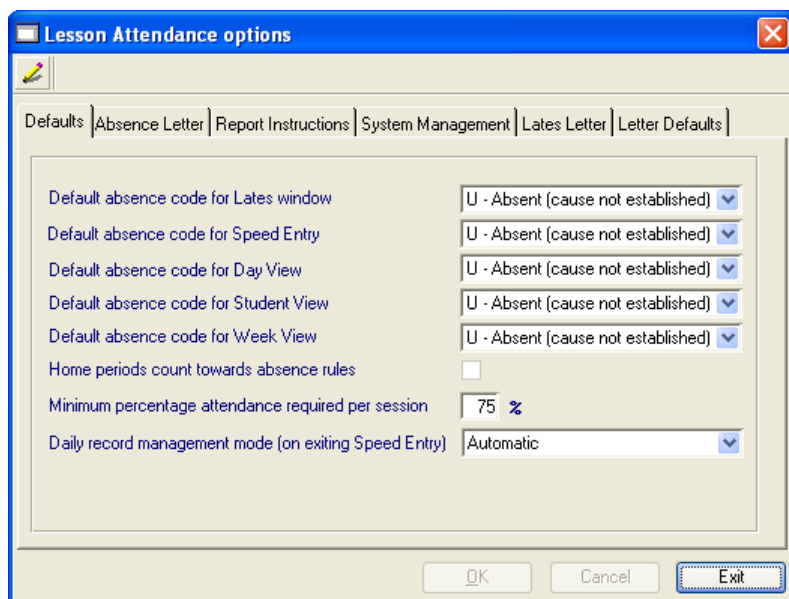 Lesson Attendance options
Defaults Absence Letter Report Instructions System Management Lates Letter Letter Defaults
Default absence code for Lates window U - Absent (cause not established)
Default absence code for Speed Entry U - Absent (cause not established)
Default absence code for Day View U - Absent (cause not established)
Default absence code for Student View U - Absent (cause not established)
Default absence code for Week View U - Absent (cause not established)
Home periods count towards absence rules
Minimum percentage attendance required per session 75 %
Daily record management mode (on exiting Speed Entry) Automatic
OK Cancel Exit